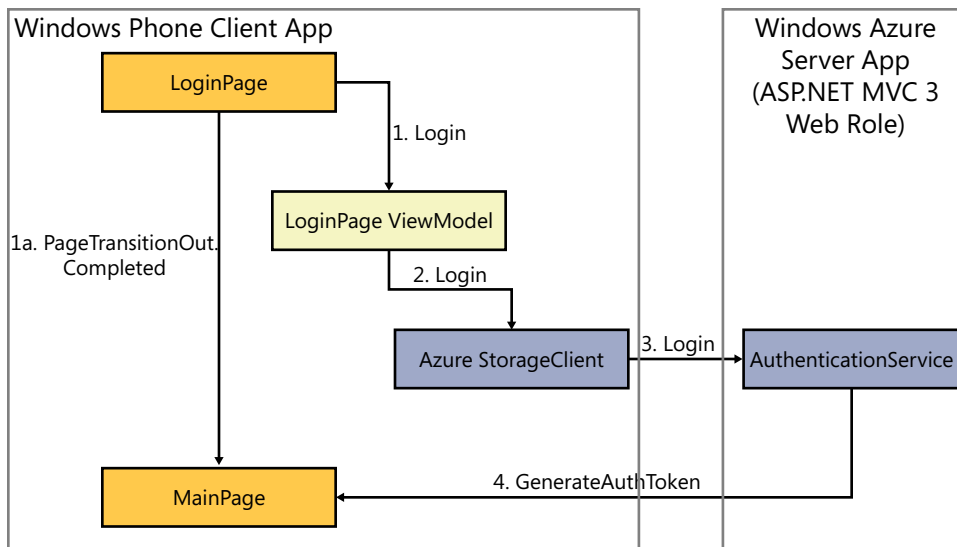 Windows Phone Client App
Windows Azure
Server App
(ASP.NET MVC 3
Web Role)
LoginPage
1. Login
LoginPage ViewModel
1a. PageTransitionOut.
Completed
2. Login
Azure StorageClient
3. Login
AuthenticationService
4. GenerateAuthToken
MainPage